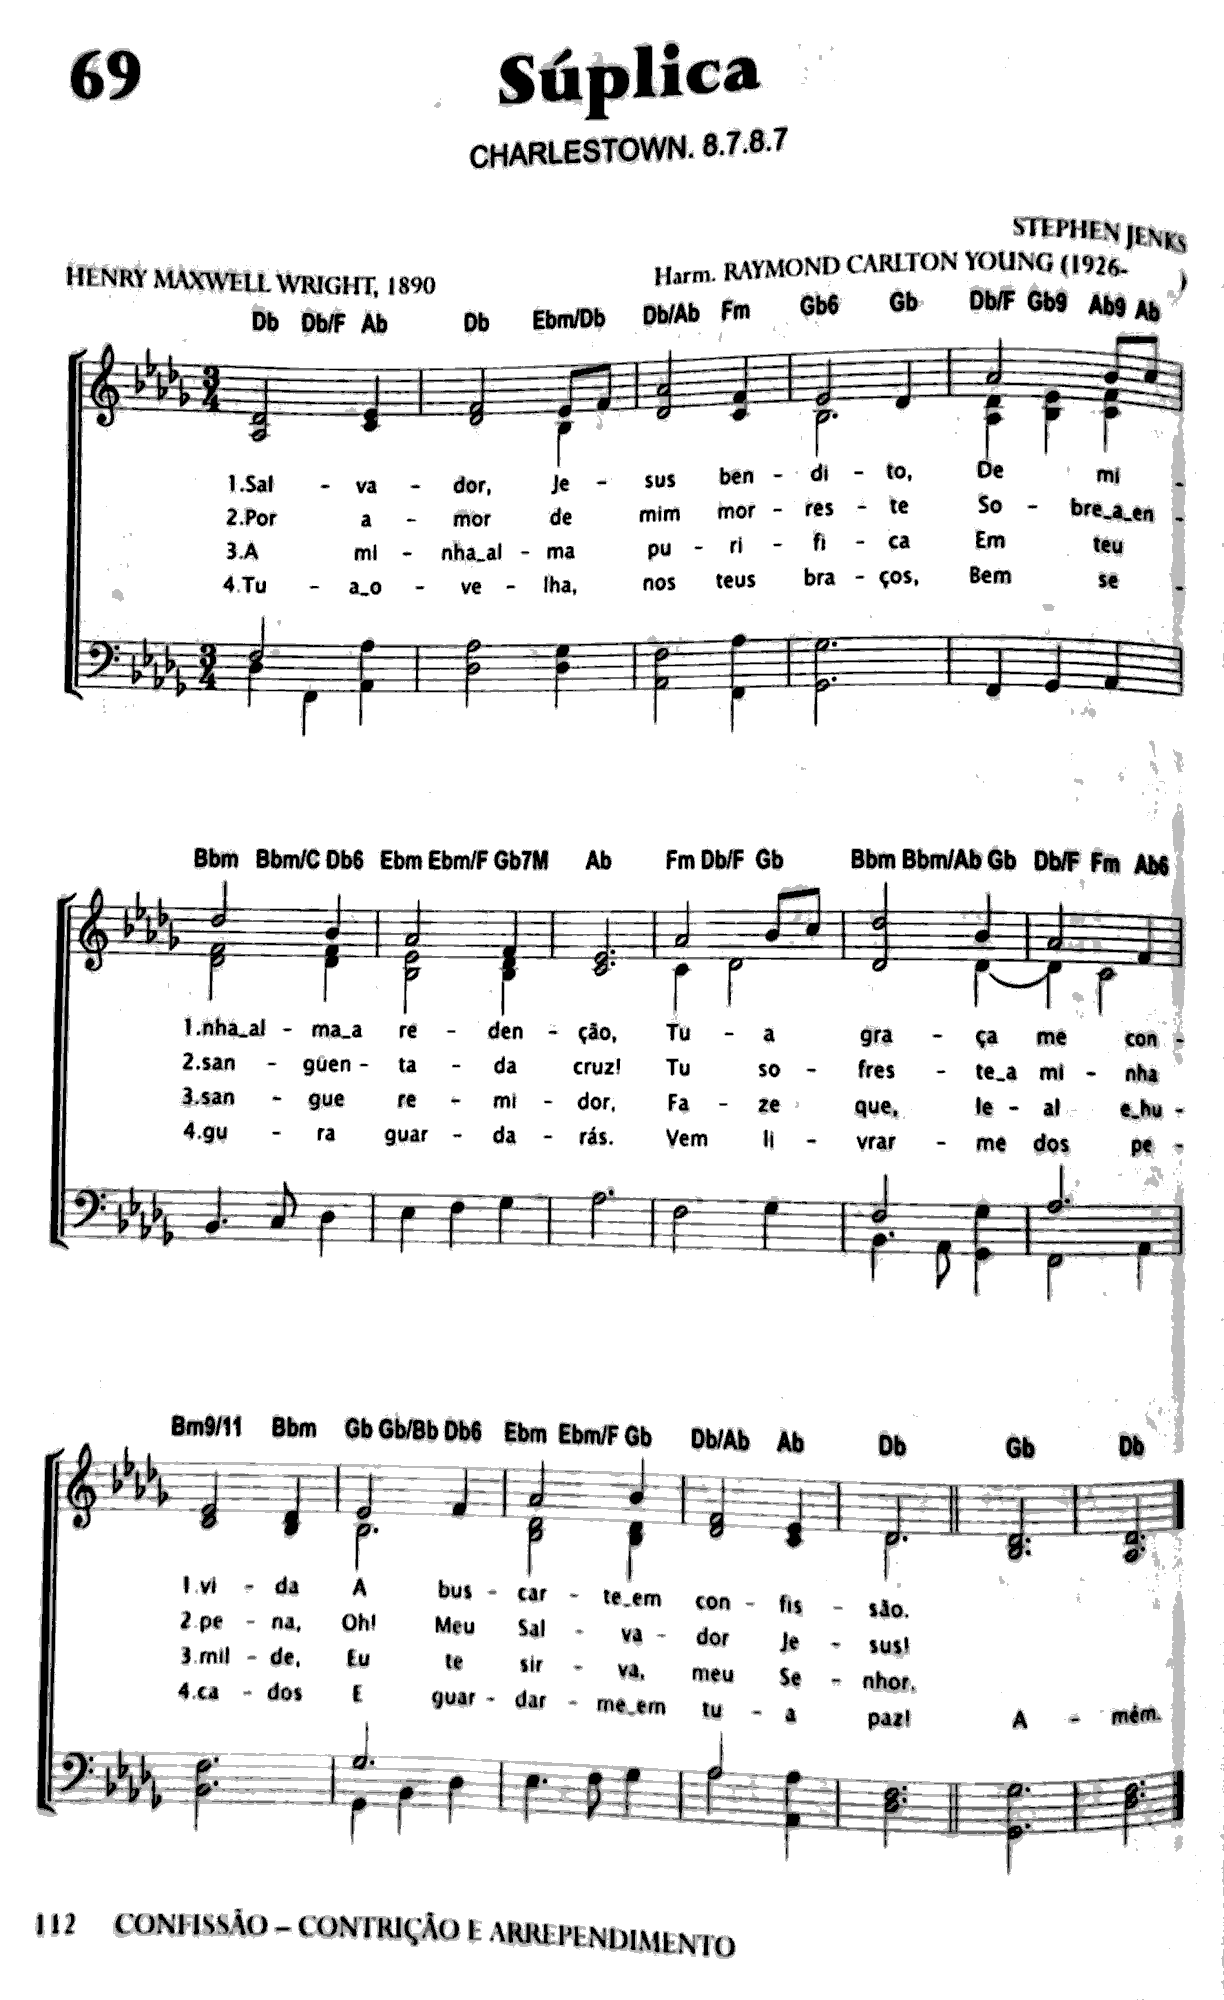 69
Súplica
CHARLESTOWN. 8.7.8.7
STEPHEN JENKS
HENRY MAXWELL WRIGHT, 1890
Harm. RAYMOND CARLTON YOUNG (1926- )
Db Db/F Ab Db Ebm/Db Db/Ab Fm Gb6 Gb Db/F Gb9 Ab9 Ab
3 4
1.Sal - va - dor, Je - sus ben - di - to, De mi -
2.Por a - mor de mim mor - res - te So - bre_a_en -
3.A mi - nha_al - ma pu - ri - fi - ca Em teu
4.Tu - a_o - ve - lha, nos teus bra - ços, Bem se -
3 4
Bbm Bbm/C Db6 Ebm Ebm/F Gb7M Ab Fm Db/F Gb Bbm Bbm/Ab Gb Db/F Fm Ab6
1.nha_al - ma_a re - den - ção, Tu - a gra - ça me con -
2.san - güen - ta - da cruz! Tu so - fres - te_a mi - nha
3.san - gue re - mi - dor, Fa - ze que, le - al e_hu -
4.gu - ra guar - da - rás. Vem li - vrar - me dos pe -
Bm9/11 Bbm Gb Gb/Bb Db6 Ebm Ebm/F Gb Db/Ab Ab Db Gb Db
1.vi - da A bus - car - te_em con - fis - são.
2.pe - na, Oh! Meu Sal - va - dor Je - sus!
3.mil - de, Eu te sir - va, meu Se - nhor.
4.ca - dos E guar - dar - me_em tu - a paz! A - mém.
112 CONFISSÃO – CONTRIÇÃO E ARREPENDIMENTO